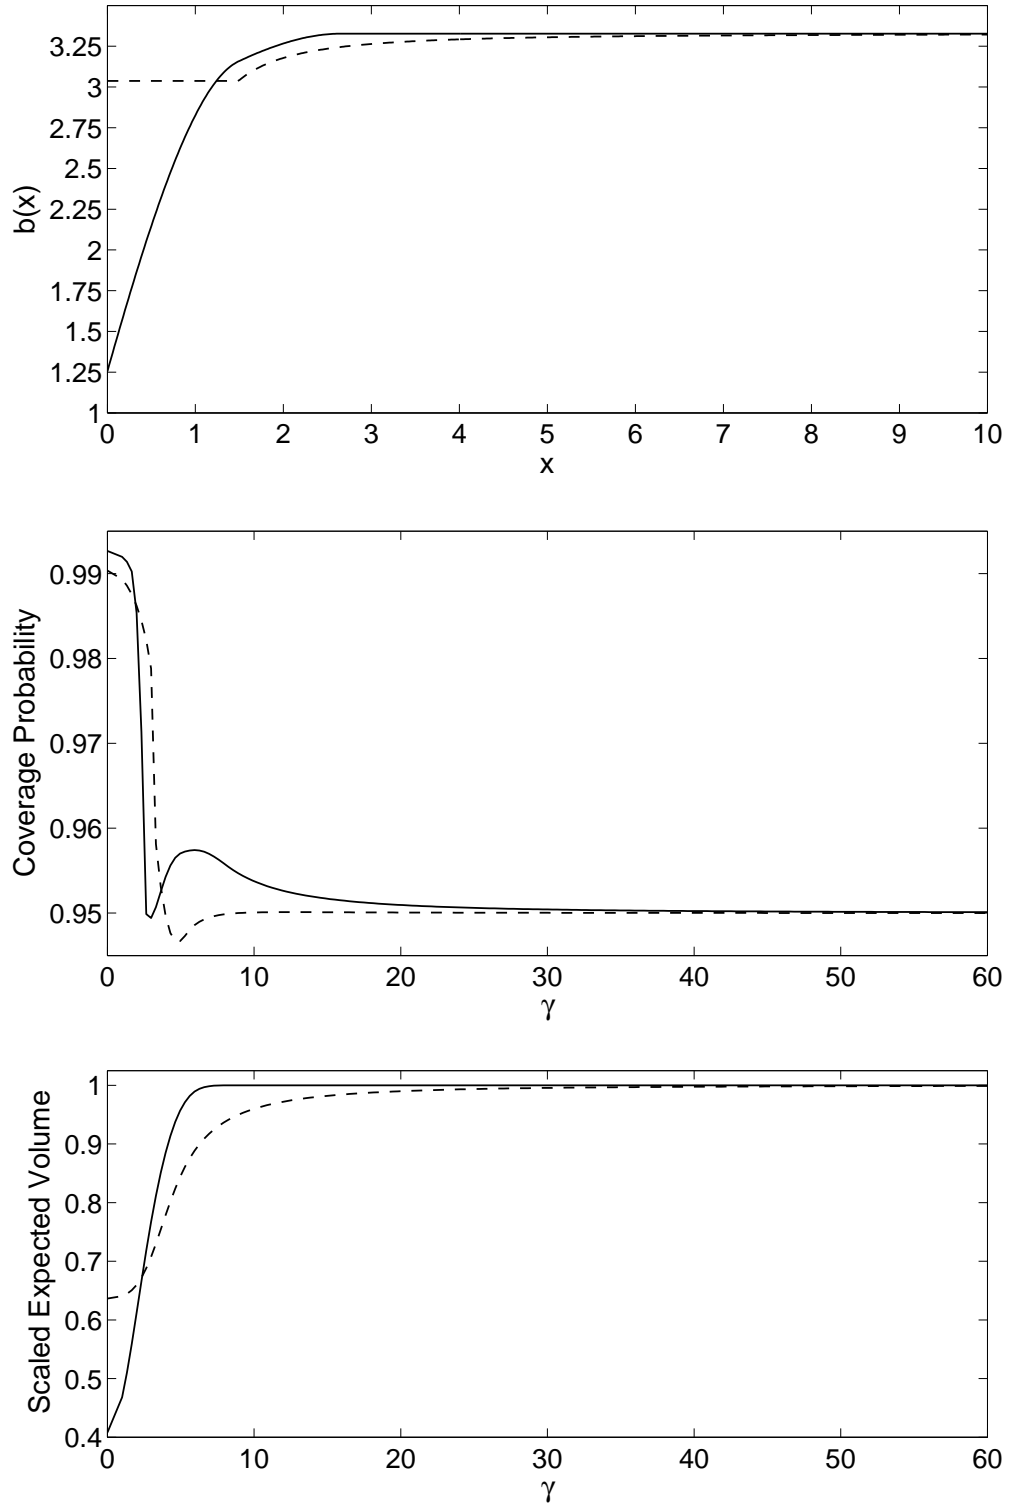 3.25
3
2.75
2.5
2.25
2
1.75
1.5
1.25
1
b(x)
0 1 2 3 4 5 6 7 8 9 10
x
0.99
0.98
0.97
0.96
0.95
Coverage Probability
0 10 20 30 40 50 60
γ
1
0.9
0.8
0.7
0.6
0.5
0.4
Scaled Expected Volume
0 10 20 30 40 50 60
γ